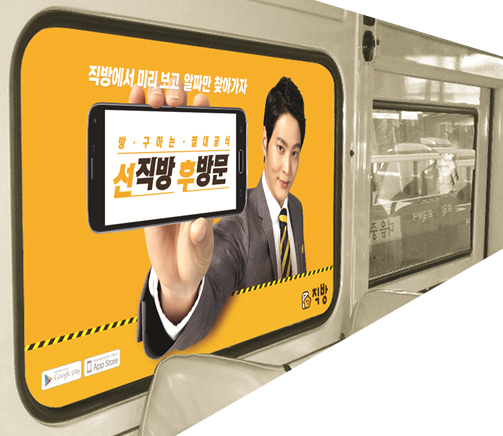 직방에서 미리 보고 알짜만 찾아가자
방·구하는·절대공식
선직방 후방문
직방
Google play
App Store